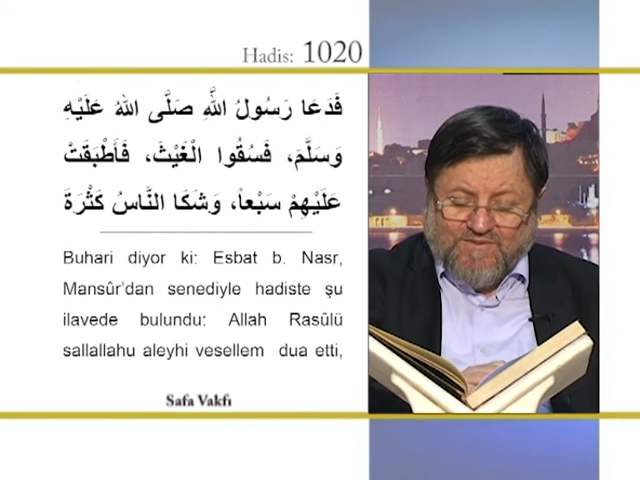 Hadis: 1020
فَدَعَا رَسُولُ اللَّهِ صَلَّى اللهُ عَلَيْهِ
وَسَلَّمَ، فَسُقُوا الْغَيْثَ، فَأَطْبَقَتْ
عَلَيْهِمْ سَبْعاً، وَشَكَا النَّاسُ كَثْرَةَ
Buhari diyor ki: Esbat b. Nasr,
Mansûr'dan senediyle hadiste şu
ilavede bulundu: Allah Rasûlü
sallallahu aleyhi vesellem dua etti,
Safa Vakfı